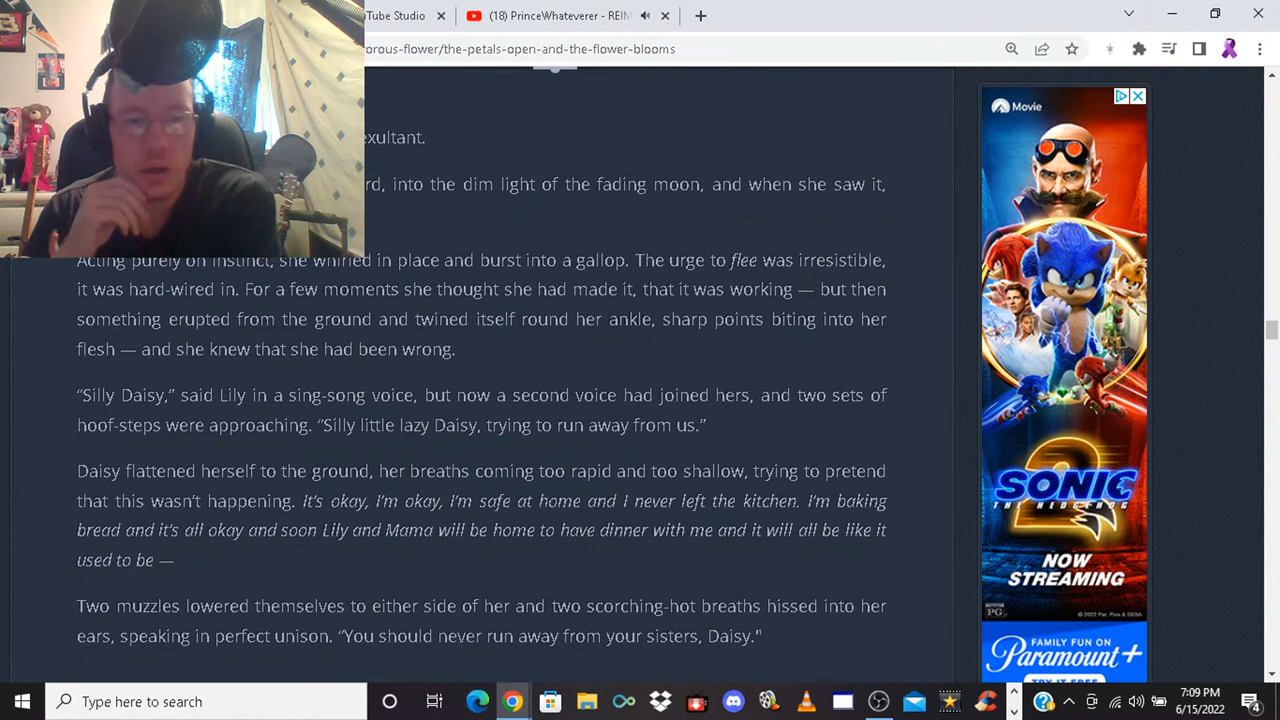 YouTube Studio
(18) PrinceWhateverer - REIM
orous-flower/the-petals-open-and-the-flower-blooms
exultant.
rd, into the dim light of the fading moon, and when she saw it,
Acting purely on instinct, she whirled in place and burst into a gallop. The urge to flee was irresistible,
it was hard-wired in. For a few moments she thought she had made it, that it was working — but then
something erupted from the ground and twined itself round her ankle, sharp points biting into her
flesh — and she knew that she had been wrong.
“Silly Daisy,” said Lily in a sing-song voice, but now a second voice had joined hers, and two sets of
hoof-steps were approaching. “Silly little lazy Daisy, trying to run away from us.”
Daisy flattened herself to the ground, her breaths coming too rapid and too shallow, trying to pretend
that this wasn’t happening. It’s okay, I’m okay, I’m safe at home and I never left the kitchen. I’m baking
bread and it’s all okay and soon Lily and Mama will be home to have dinner with me and it will all be like it
used to be —
Two muzzles lowered themselves to either side of her and two scorching-hot breaths hissed into her
ears, speaking in perfect unison. “You should never run away from your sisters, Daisy."
Movie
SONIC
THE HEDGEHOG
2
NOW
STREAMING
PG
FAMILY FUN ON
Paramount+
TRY IT FREE
Type here to search
7:09 PM
6/15/2022
4